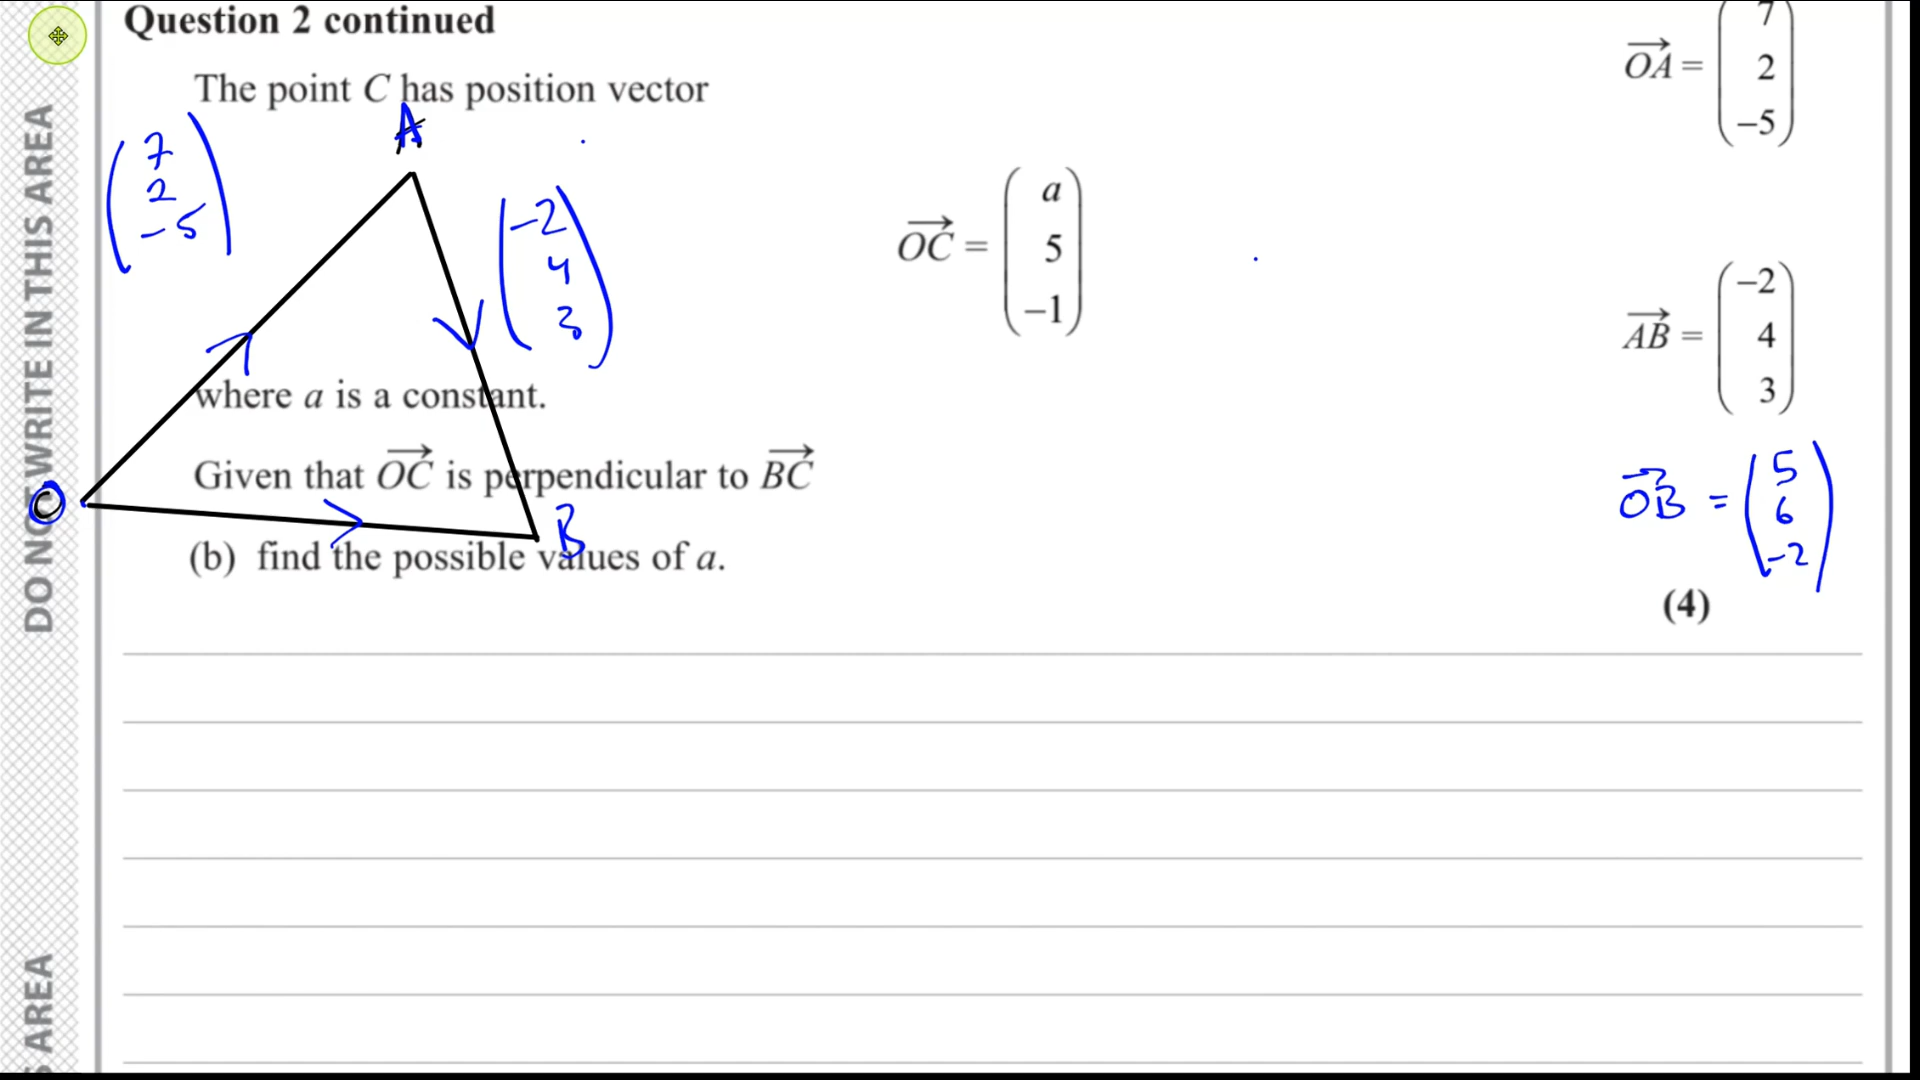 Question 2 continued
The point C has position vector
OA = ( 7 2 -5 )
A
( 7 2 -5 )
( -2 4 3 )
OC = ( a 5 -1 )
AB = ( -2 4 3 )
where a is a constant.
Given that OC is perpendicular to BC
OB = ( 5 6 -2 )
O
B
(b) find the possible values of a.
(4)
DO NOT WRITE IN THIS AREA
S AREA